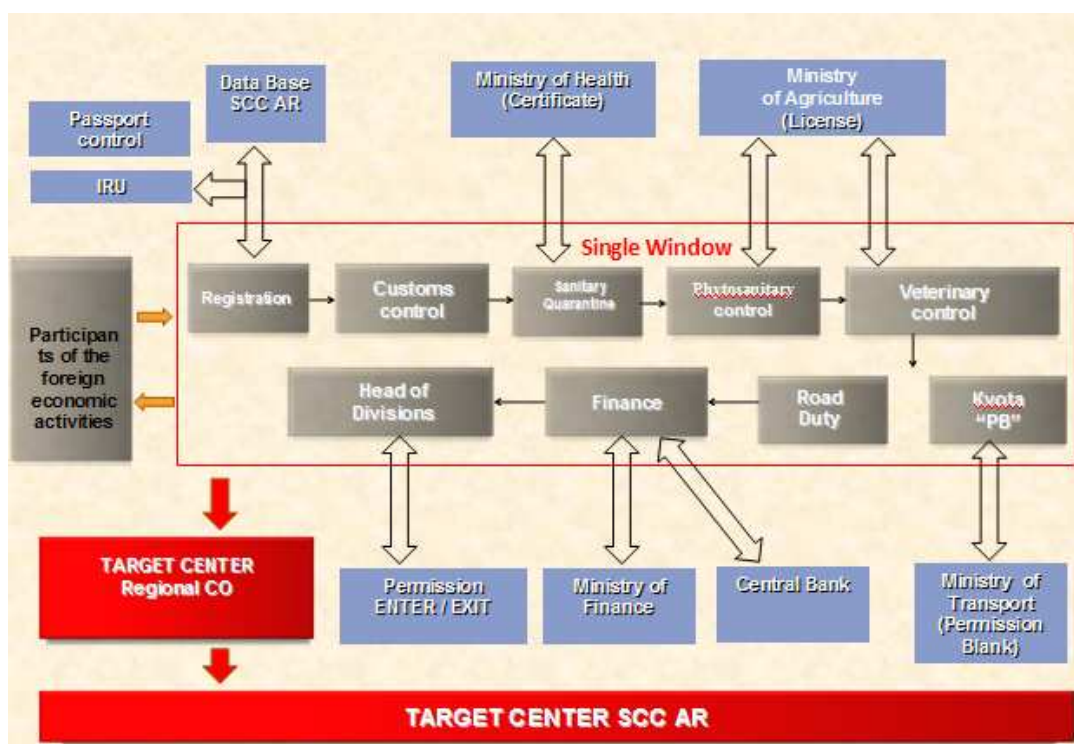 Data Base
SCC AR
Ministry of Health
(Certificate)
Ministry
of Agriculture
(License)
Passport
control
IRU
Single Window
Registration
Customs
control
Sanitary
Quarantine
Phytosanitary
control
Veterinary
control
Participan
ts of the
foreign
economic
activities
Head of
Divisions
Finance
Road
Duty
Kvota
“PB”
TARGET CENTER
Regional CO
Permission
ENTER / EXIT
Ministry of
Finance
Central Bank
Ministry of
Transport
(Permission
Blank)
TARGET CENTER SCC AR